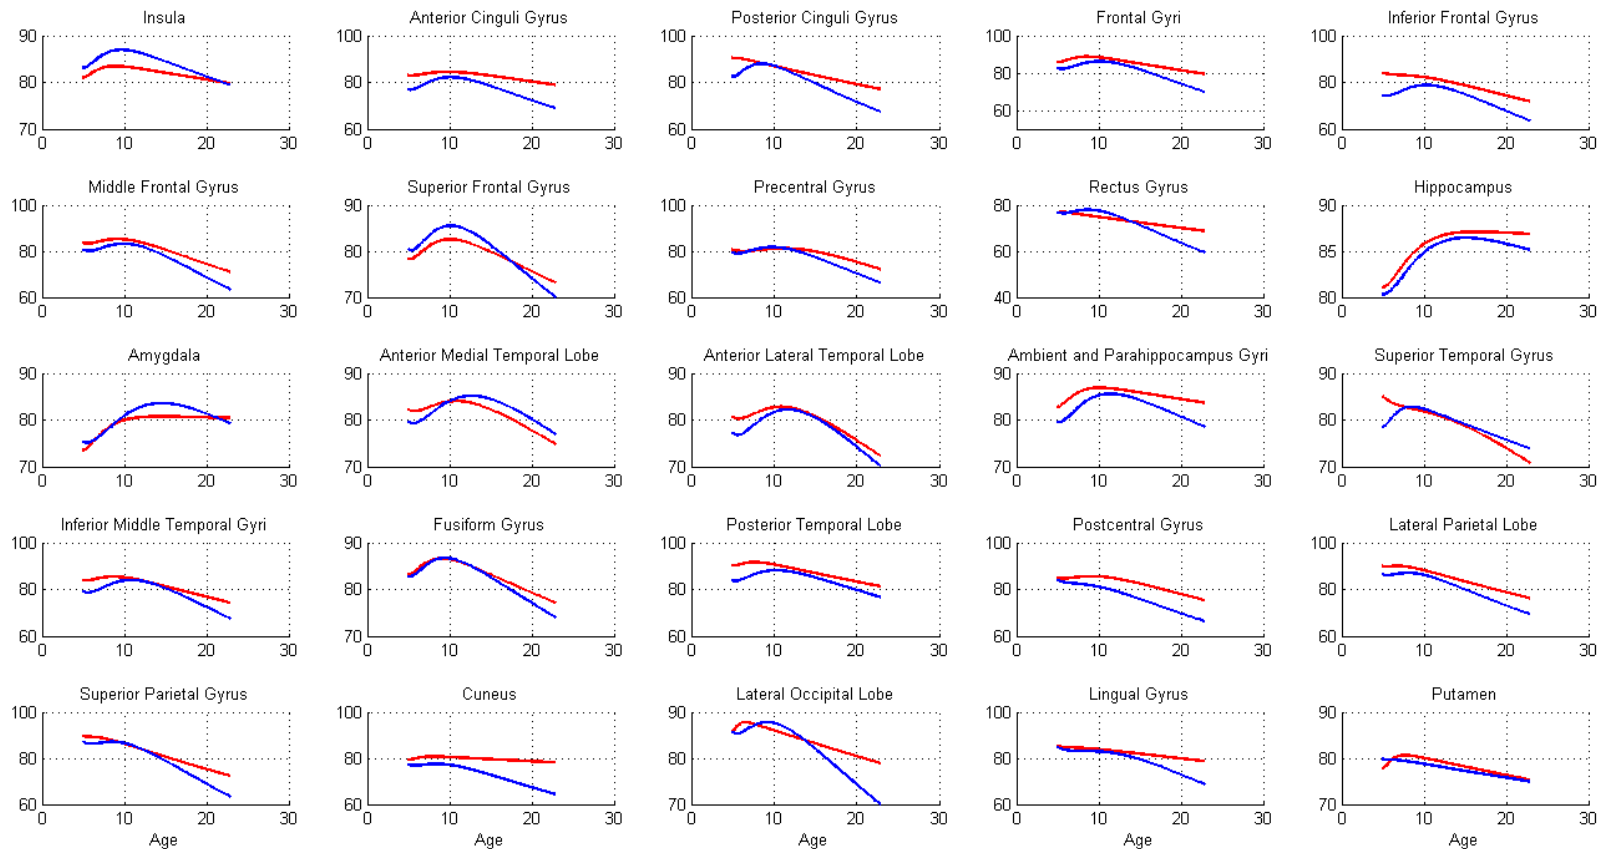 Insula Anterior Cinguli Gyrus Posterior Cinguli Gyrus Frontal Gyri Inferior Frontal Gyrus
90 100 100 100 100
80 80 80 80 80
70 60 60 60 60
0 10 20 30 0 10 20 30 0 10 20 30 0 10 20 30 0 10 20 30
Middle Frontal Gyrus Superior Frontal Gyrus Precentral Gyrus Rectus Gyrus Hippocampus
100 90 100 80 90
80 80 80 60 85
60 70 60 40 80
0 10 20 30 0 10 20 30 0 10 20 30 0 10 20 30 0 10 20 30
Amygdala Anterior Medial Temporal Lobe Anterior Lateral Temporal Lobe Ambient and Parahippocampus Gyri Superior Temporal Gyrus
90 90 90 90 90
80 80 80 80 80
70 70 70 70 70
0 10 20 30 0 10 20 30 0 10 20 30 0 10 20 30 0 10 20 30
Inferior Middle Temporal Gyri Fusiform Gyrus Posterior Temporal Lobe Postcentral Gyrus Lateral Parietal Lobe
100 90 100 100 100
80 80 80 80 80
60 70 60 60 60
0 10 20 30 0 10 20 30 0 10 20 30 0 10 20 30 0 10 20 30
Superior Parietal Gyrus Cuneus Lateral Occipital Lobe Lingual Gyrus Putamen
100 100 90 100 90
80 80 80 80 80
60 60 70 60 70
0 10 20 30 0 10 20 30 0 10 20 30 0 10 20 30 0 10 20 30
Age Age Age Age Age